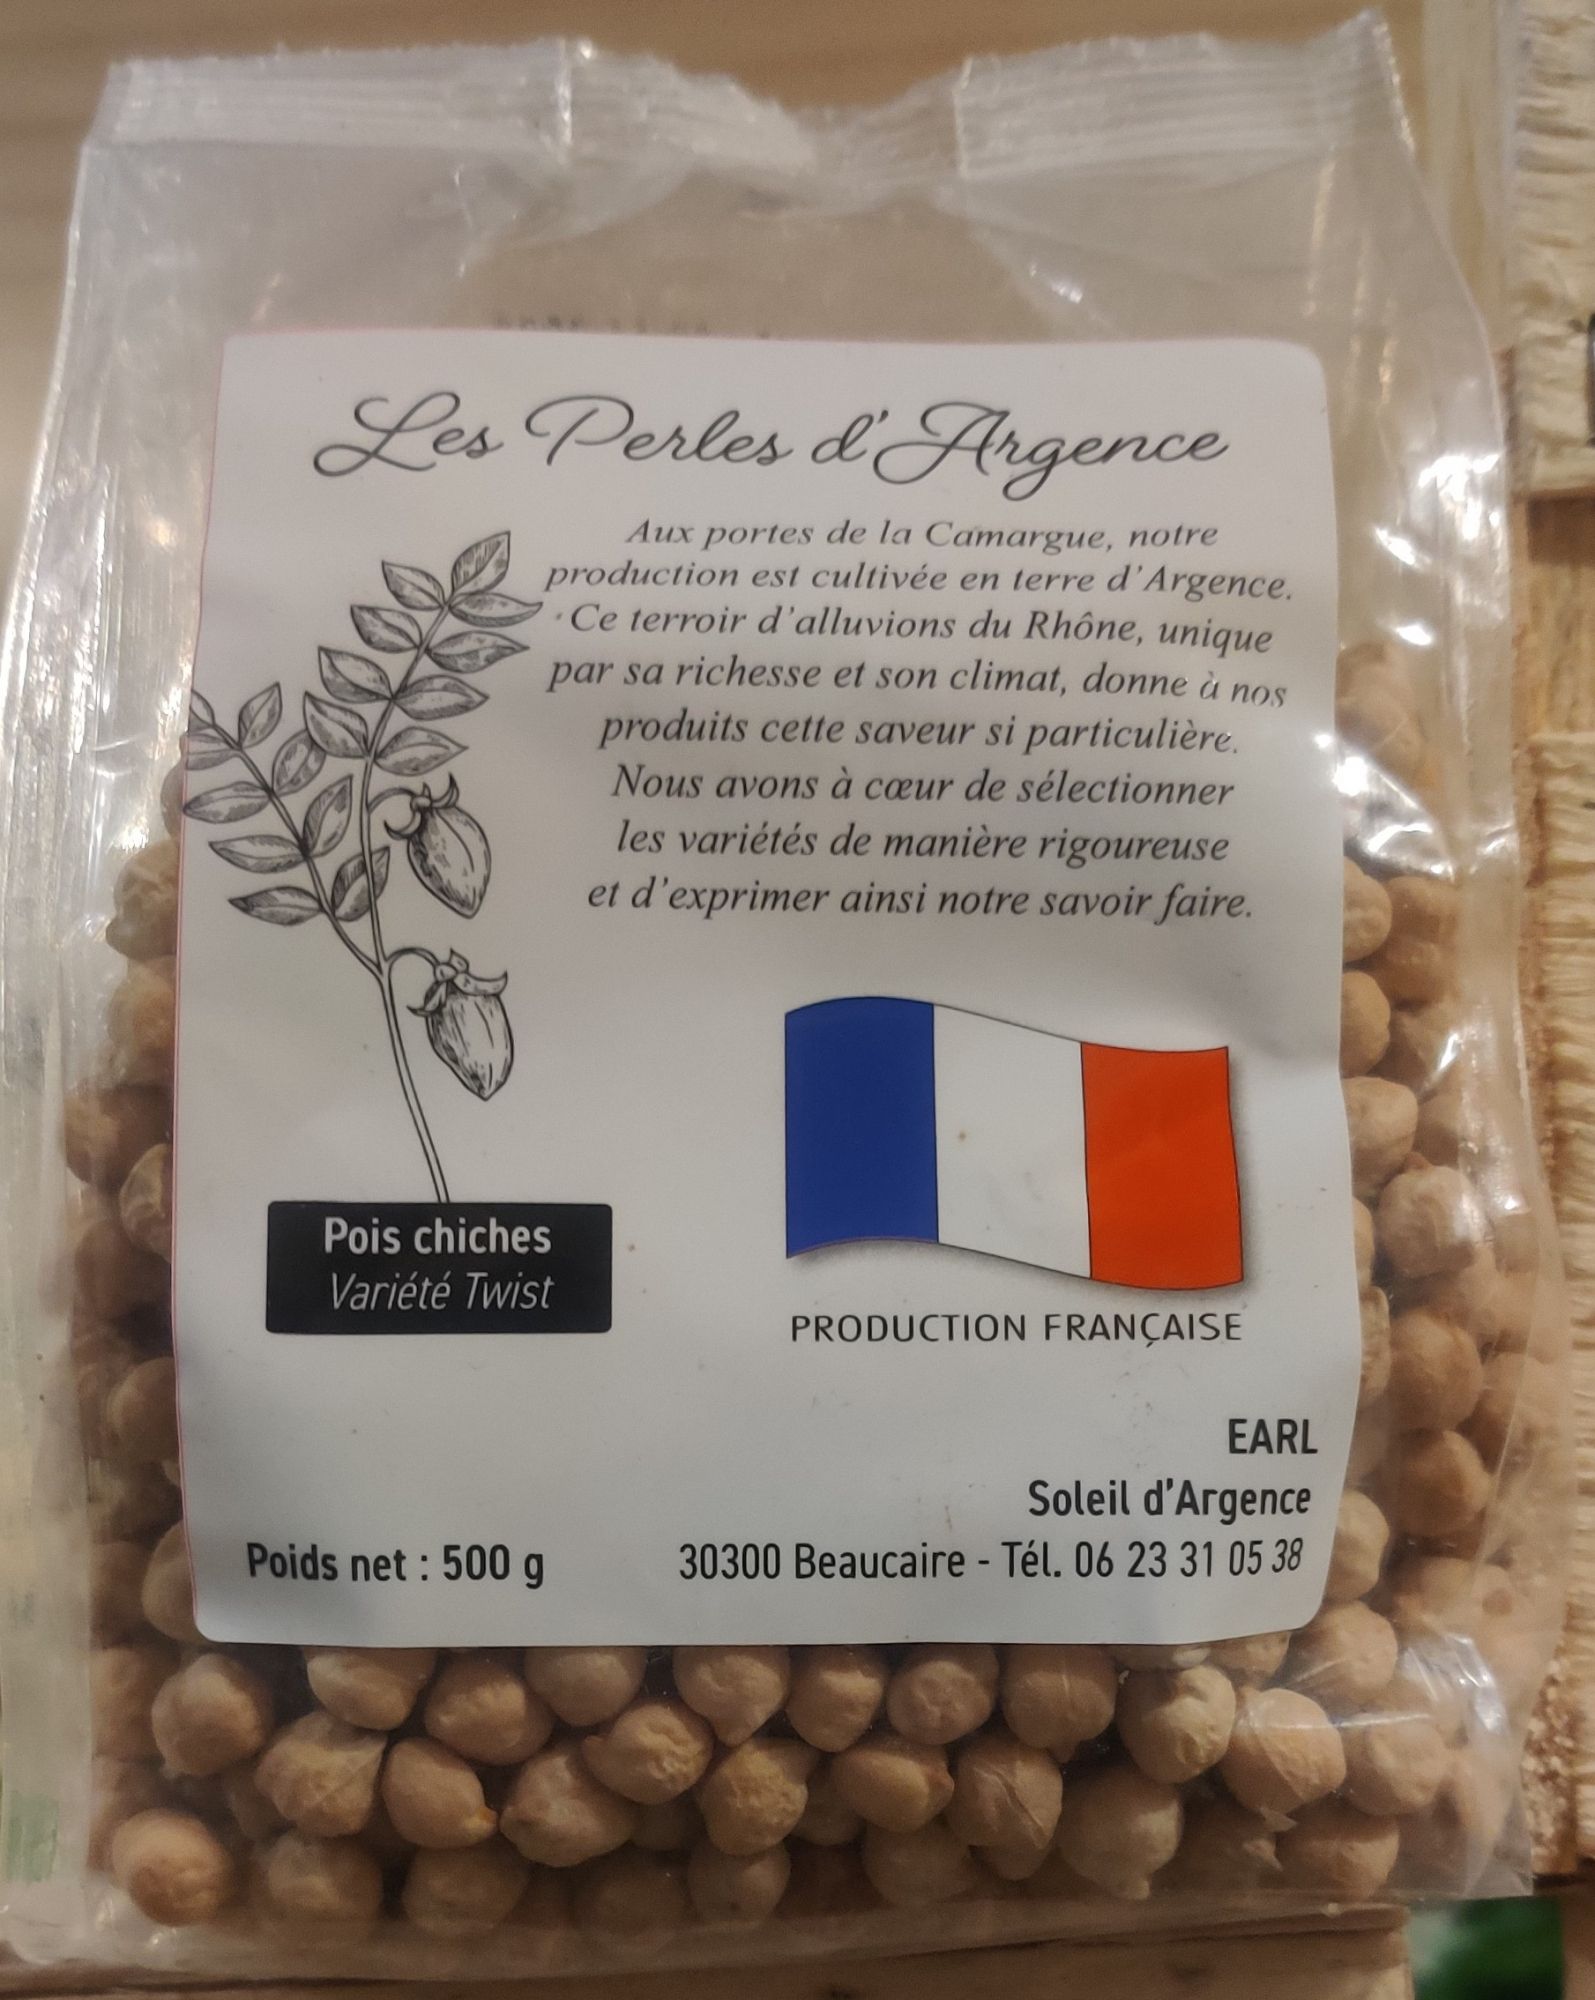 Les Perles d'Argence
Aux portes de la Camargue, notre
production est cultivée en terre d'Argence.
Ce terroir d'alluvions du Rhône, unique
par sa richesse et son climat, donne à nos
produits cette saveur si particulière.
Nous avons à cœur de sélectionner
les variétés de manière rigoureuse
et d'exprimer ainsi notre savoir faire.
Pois chiches
Variété Twist
PRODUCTION FRANÇAISE
EARL
Soleil d'Argence
Poids net : 500 g
30300 Beaucaire - Tél. 06 23 31 05 38